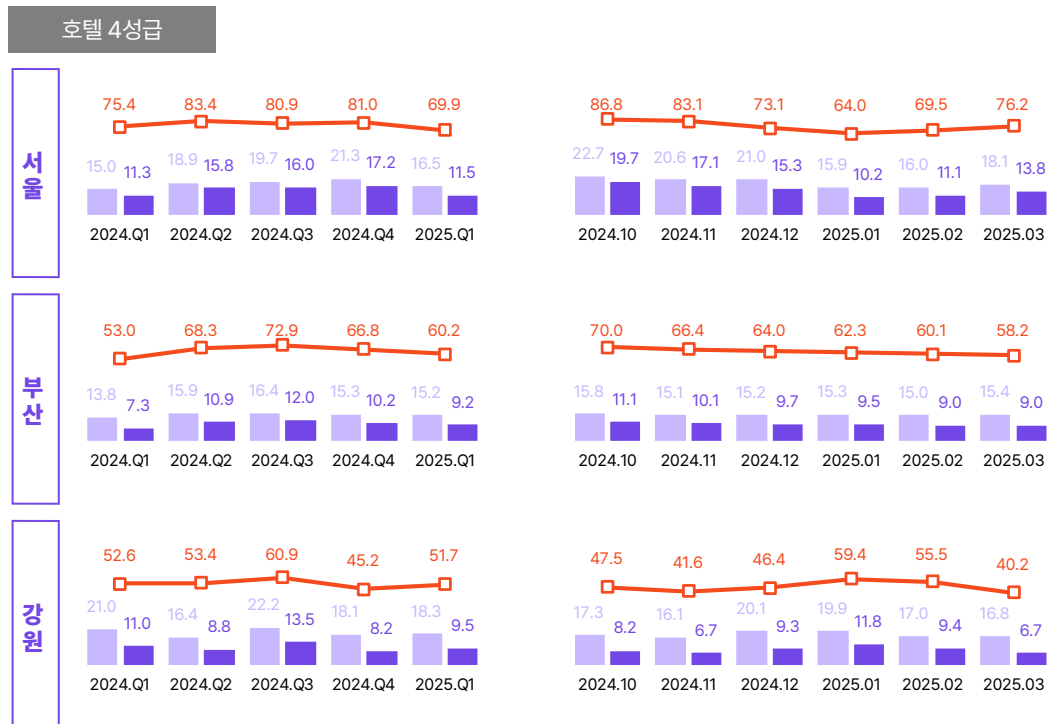 호텔 4성급
서울
75.4 83.4 80.9 81.0 69.9
15.0 11.3 18.9 15.8 19.7 16.0 21.3 17.2 16.5 11.5
2024.Q1 2024.Q2 2024.Q3 2024.Q4 2025.Q1
86.8 83.1 73.1 64.0 69.5 76.2
22.7 19.7 20.6 17.1 21.0 15.3 15.9 10.2 16.0 11.1 18.1 13.8
2024.10 2024.11 2024.12 2025.01 2025.02 2025.03
부산
53.0 68.3 72.9 66.8 60.2
13.8 7.3 15.9 10.9 16.4 12.0 15.3 10.2 15.2 9.2
2024.Q1 2024.Q2 2024.Q3 2024.Q4 2025.Q1
70.0 66.4 64.0 62.3 60.1 58.2
15.8 11.1 15.1 10.1 15.2 9.7 15.3 9.5 15.0 9.0 15.4 9.0
2024.10 2024.11 2024.12 2025.01 2025.02 2025.03
강원
52.6 53.4 60.9 45.2 51.7
21.0 11.0 16.4 8.8 22.2 13.5 18.1 8.2 18.3 9.5
2024.Q1 2024.Q2 2024.Q3 2024.Q4 2025.Q1
47.5 41.6 46.4 59.4 55.5 40.2
17.3 8.2 16.1 6.7 20.1 9.3 19.9 11.8 17.0 9.4 16.8 6.7
2024.10 2024.11 2024.12 2025.01 2025.02 2025.03